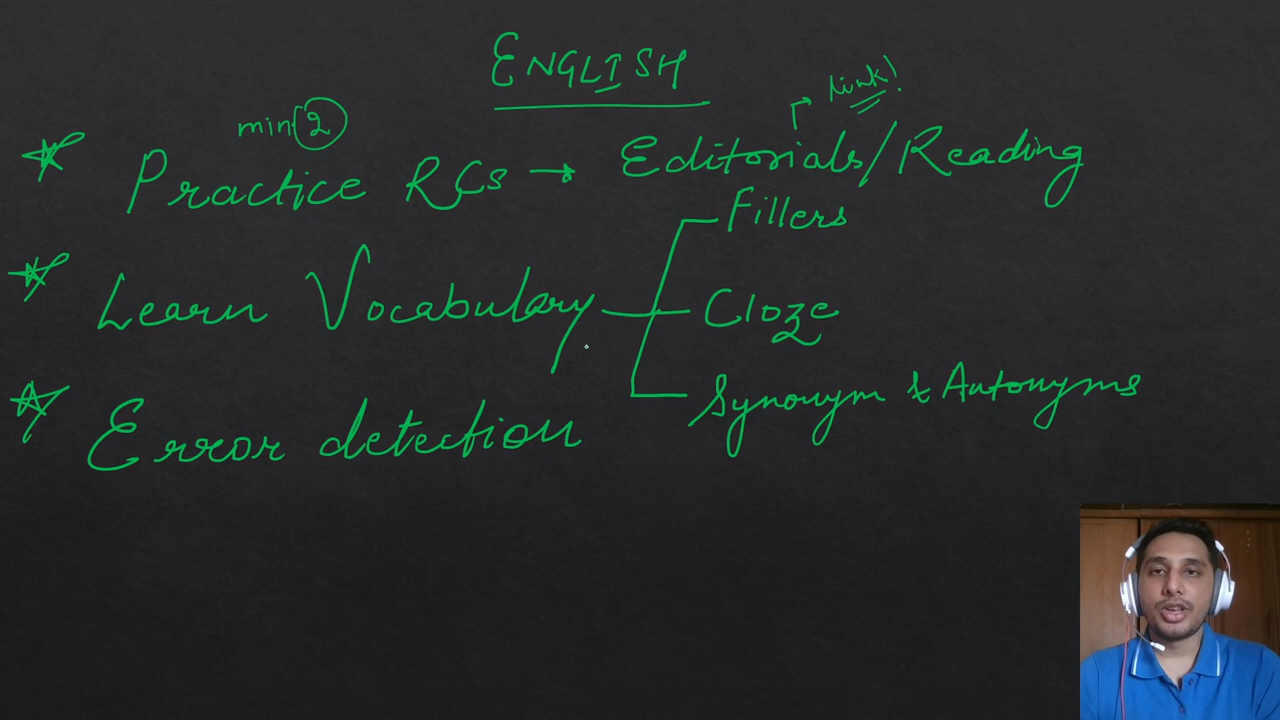 ENGLISH
Link!
min 2
Practice RCs → Editorials/Reading
Fillers
Learn Vocabulary
Cloze
Synonym & Antonyms
Error detection